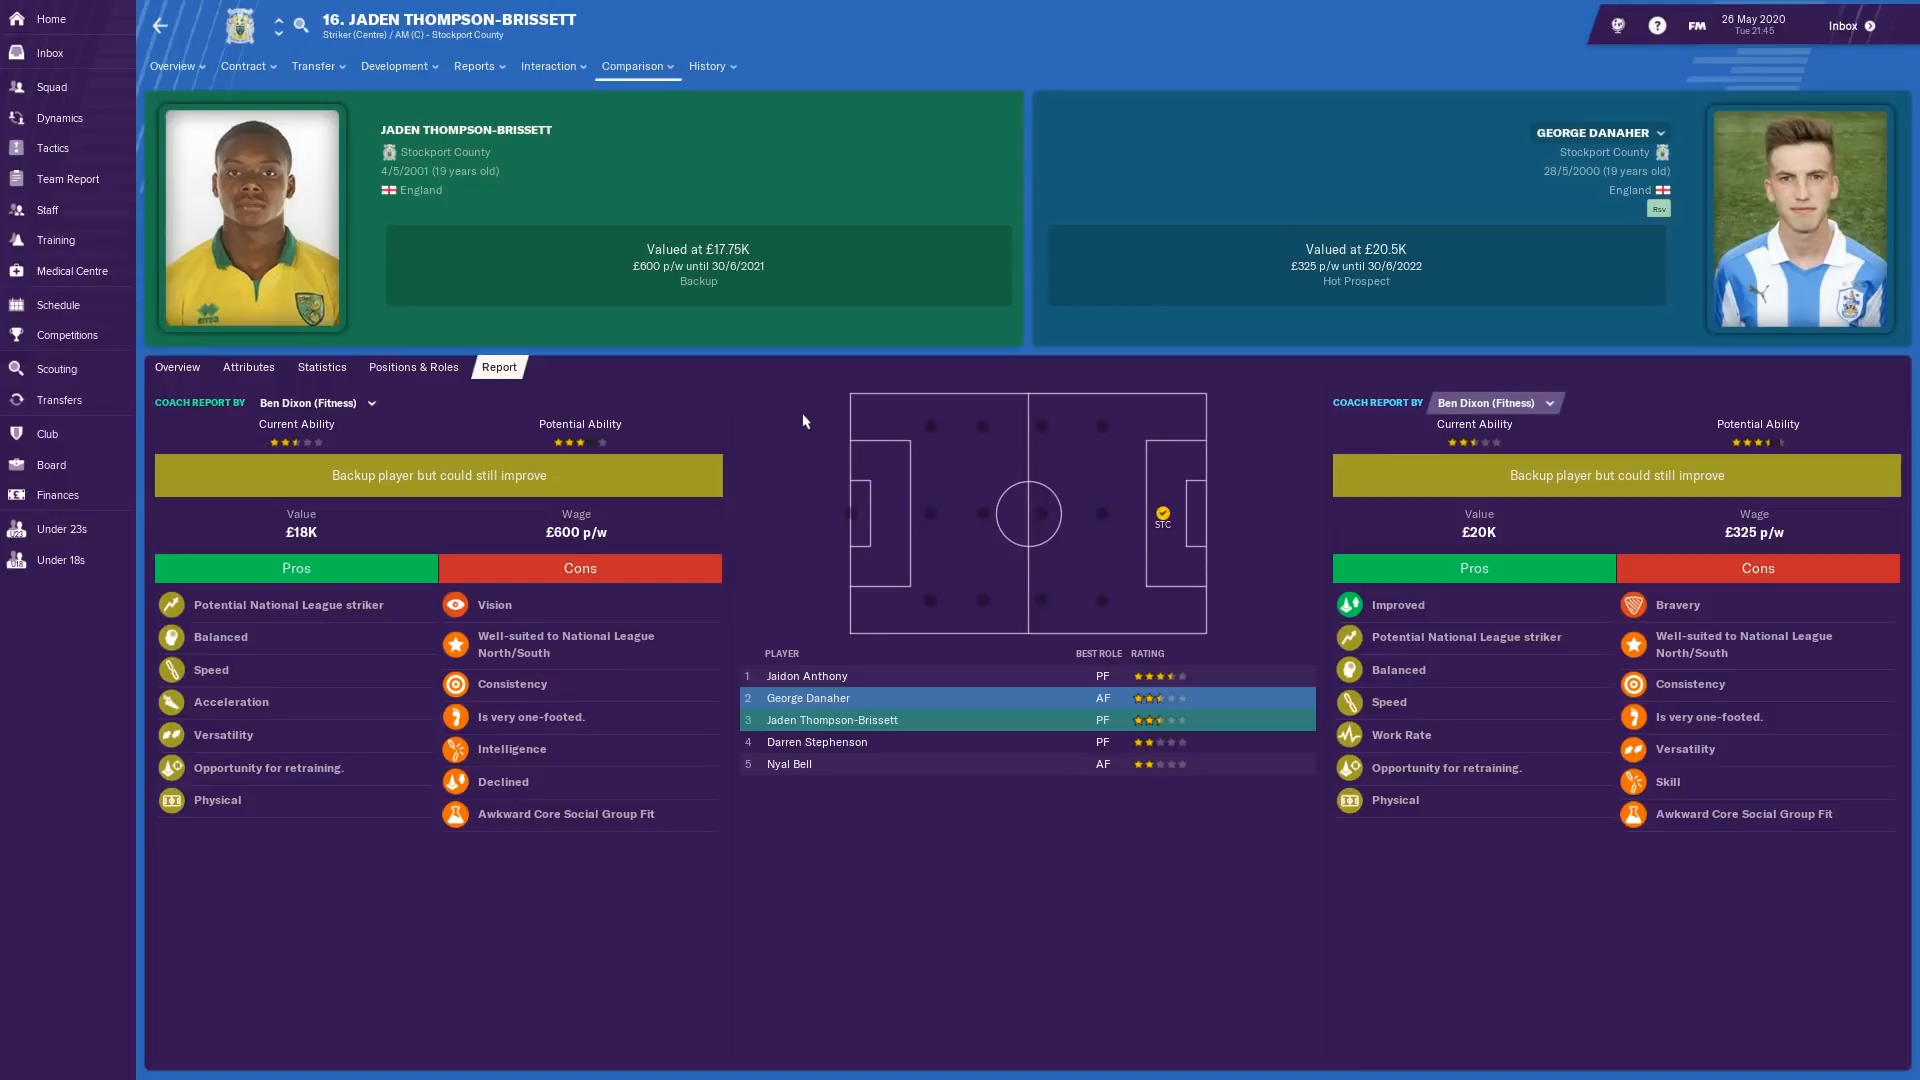 Home
Inbox
Squad
Dynamics
Tactics
Team Report
Staff
Training
Medical Centre
Schedule
Competitions
Scouting
Transfers
Club
Board
Finances
Under 23s
Under 18s
16. JADEN THOMPSON-BRISSETT
Striker (Centre) / AM (C) - Stockport County
FM
26 May 2020
Tue 21:45
Inbox
Overview Contract Transfer Development Reports Interaction Comparison History
JADEN THOMPSON-BRISSETT
Stockport County
4/5/2001 (19 years old)
England
Valued at £17.75K
£600 p/w until 30/6/2021
Backup
GEORGE DANAHER
Stockport County
28/5/2000 (19 years old)
England
Rsv
Valued at £20.5K
£325 p/w until 30/6/2022
Hot Prospect
Overview Attributes Statistics Positions & Roles Report
COACH REPORT BY Ben Dixon (Fitness)
Current Ability Potential Ability
Backup player but could still improve
Value Wage
£18K £600 p/w
Pros Cons
Potential National League striker
Balanced
Speed
Acceleration
Versatility
Opportunity for retraining.
Physical
Vision
Well-suited to National League
North/South
Consistency
Is very one-footed.
Intelligence
Declined
Awkward Core Social Group Fit
STC
PLAYER BEST ROLE RATING
1 Jaidon Anthony PF
2 George Danaher AF
3 Jaden Thompson-Brissett PF
4 Darren Stephenson PF
5 Nyal Bell AF
COACH REPORT BY Ben Dixon (Fitness)
Current Ability Potential Ability
Backup player but could still improve
Value Wage
£20K £325 p/w
Pros Cons
Improved
Potential National League striker
Balanced
Speed
Work Rate
Opportunity for retraining.
Physical
Bravery
Well-suited to National League
North/South
Consistency
Is very one-footed.
Versatility
Skill
Awkward Core Social Group Fit